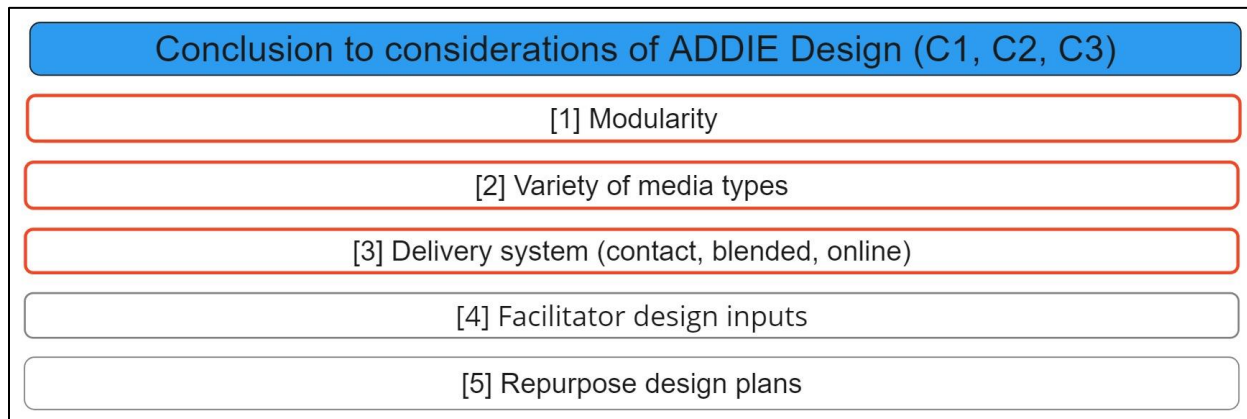 Conclusion to considerations of ADDIE Design (C1, C2, C3)
[1] Modularity
[2] Variety of media types
[3] Delivery system (contact, blended, online)
[4] Facilitator design inputs
[5] Repurpose design plans